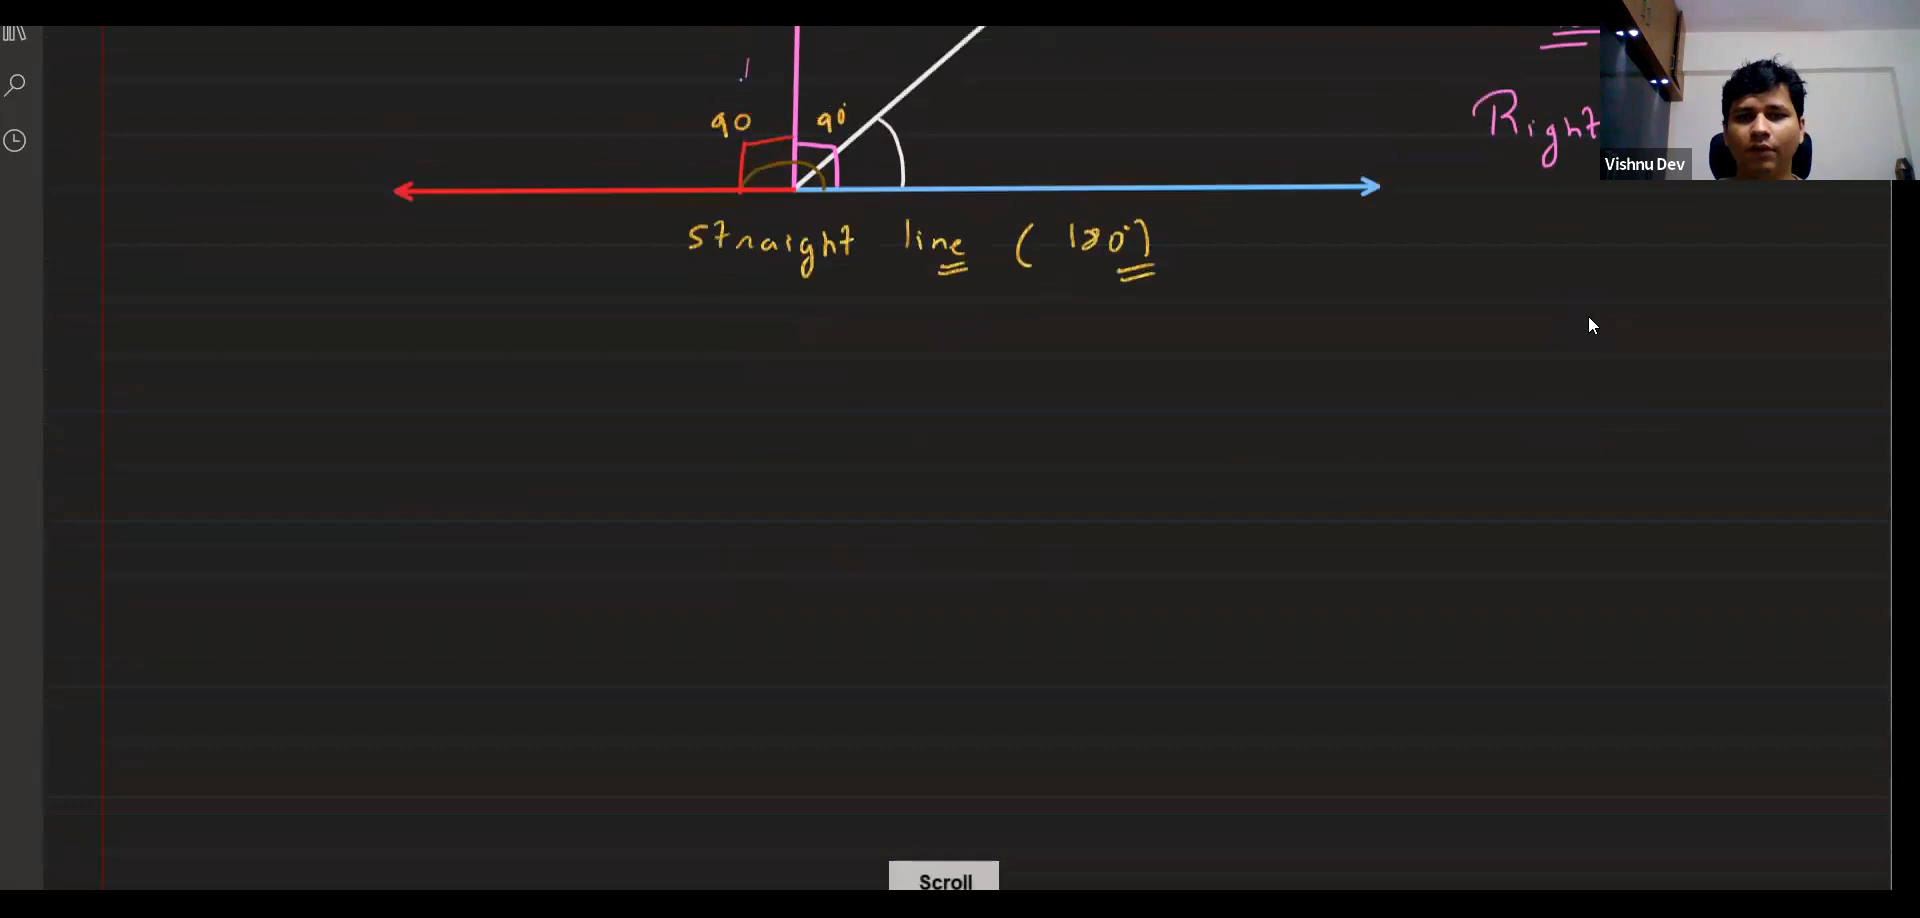 Right
Vishnu Dev
90 90°
straight line ( 180°)
Scroll